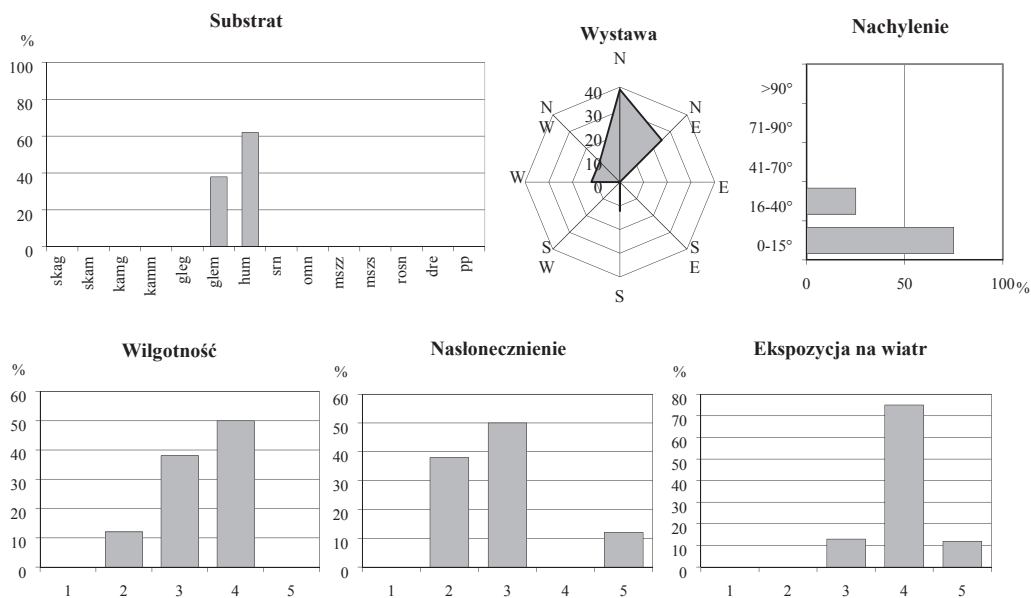 Substrat
%
100
80
60
40
20
0
skag
skam
kamg
kamm
gleg
glem
hum
srn
omn
mszz
mszs
rosn
dre
pp
Wystawa
N
N
E
E
S
E
S
S
W
W
N
W
40
30
20
10
0
Nachylenie
>90°
71-90°
41-70°
16-40°
0-15°
0 50 100%
Wilgotność
%
60
50
40
30
20
10
0
1 2 3 4 5
Nasłonecznienie
%
60
50
40
30
20
10
0
1 2 3 4 5
Ekspozycja na wiatr
%
80
70
60
50
40
30
20
10
0
1 2 3 4 5